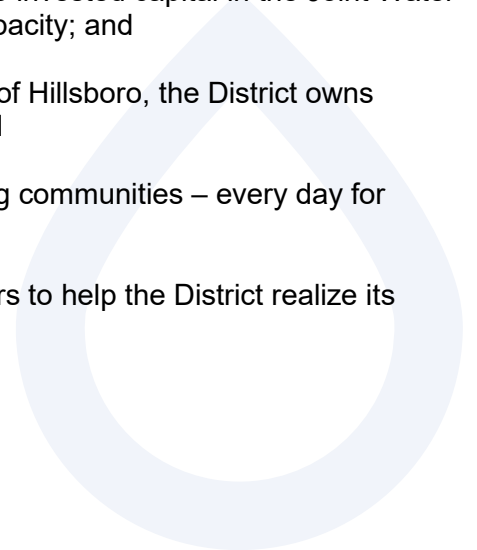 invested capital in the Joint Water
pacity; and
of Hillsboro, the District owns
g communities – every day for
rs to help the District realize its